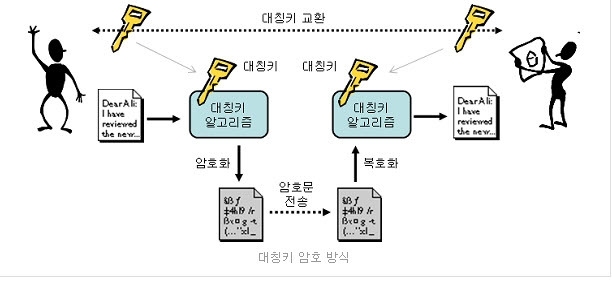 대칭키 교환
대칭키
대칭키
DearAli:
I have
reviewed
the new...
대칭키
알고리즘
대칭키
알고리즘
DearAli:
I have
reviewed
the new...
암호화
복호화
암호문
전송
대칭키 암호 방식